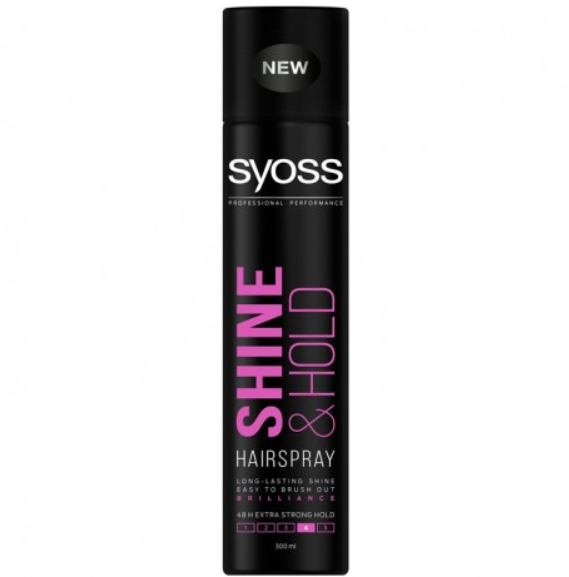 NEW
syoss
PROFESSIONAL PERFORMANCE
SHINE
& HOLD
HAIRSPRAY
LONG-LASTING SHINE
EASY TO BRUSH OUT
BRILLIANCE
48 H EXTRA STRONG HOLD
1 2 3 4 5
300 ml